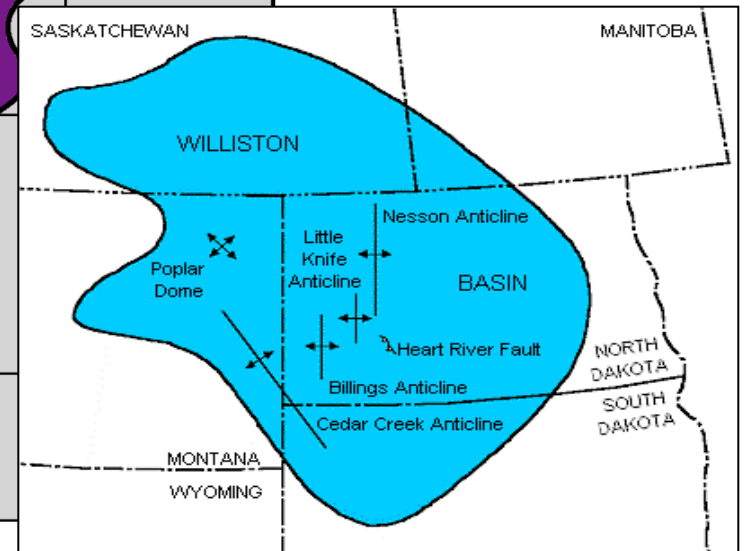 SASKATCHEWAN
MANITOBA
WILLISTON
Nesson Anticline
Little
Knife
Anticline
Poplar
Dome
BASIN
Heart River Fault
NORTH
DAKOTA
Billings Anticline
SOUTH
DAKOTA
Cedar Creek Anticline
MONTANA
WYOMING